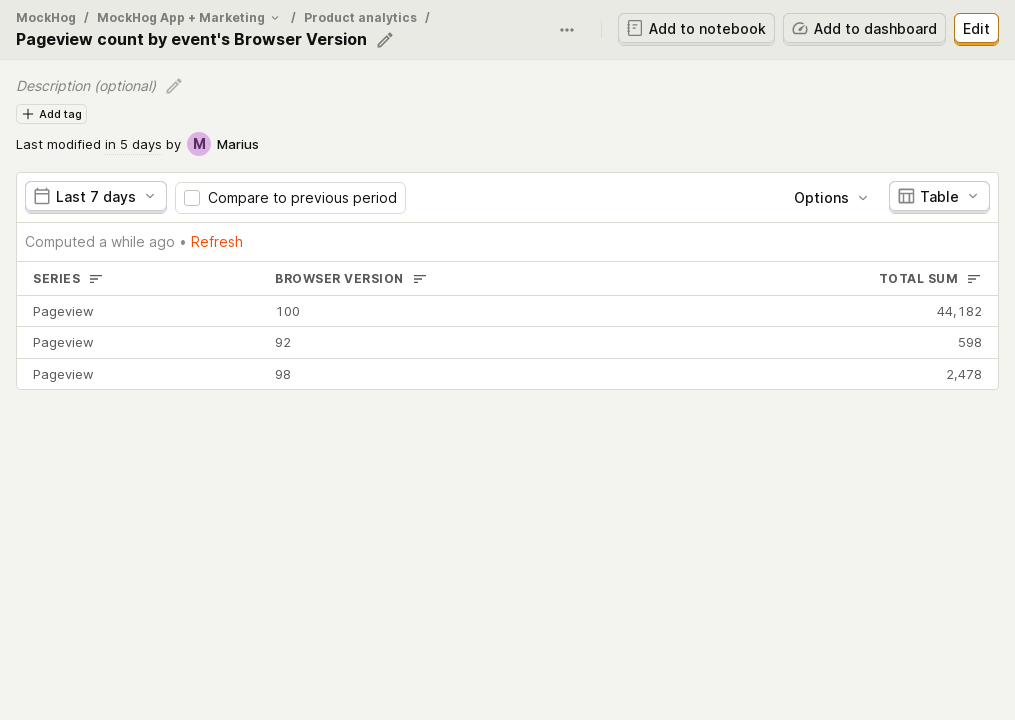 MockHog / MockHog App + Marketing / Product analytics /
Pageview count by event's Browser Version
Add to notebook
Add to dashboard
Edit
Description (optional)
Add tag
Last modified in 5 days by M Marius
Last 7 days
Compare to previous period
Options
Table
Computed a while ago • Refresh
SERIES BROWSER VERSION TOTAL SUM
Pageview 100 44,182
Pageview 92 598
Pageview 98 2,478